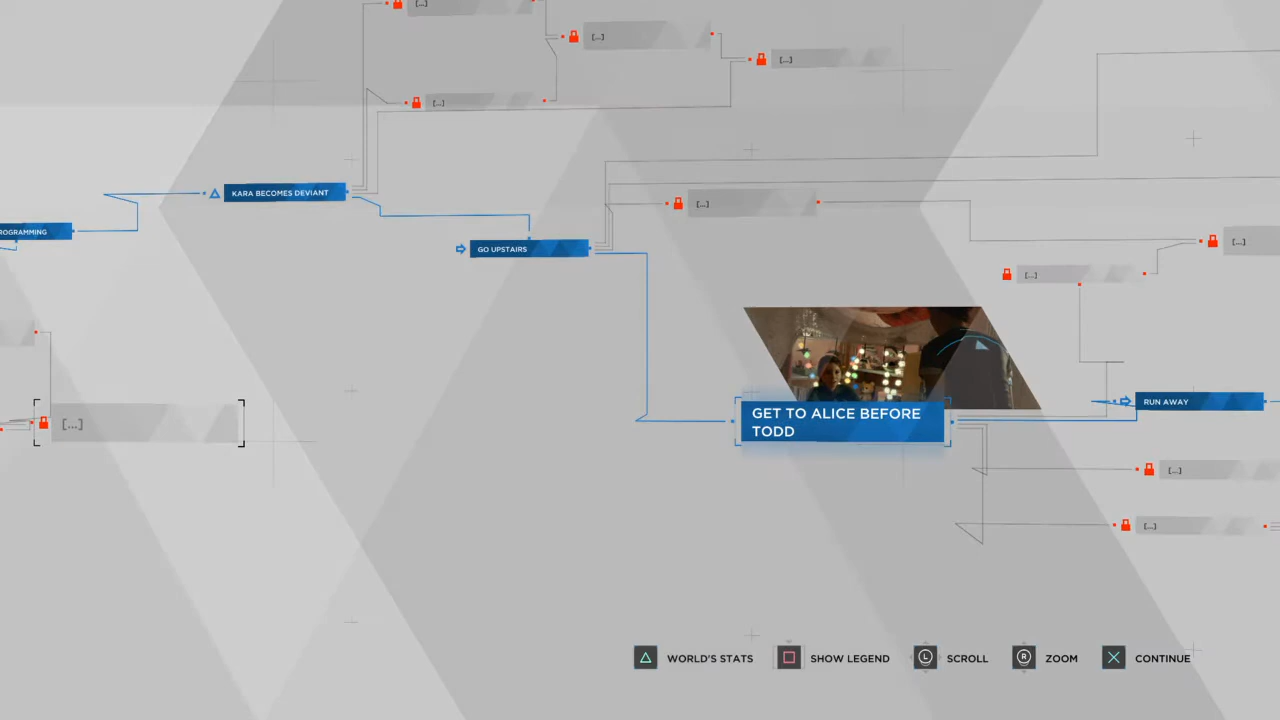 [...]
[...]
[...]
[...]
KARA BECOMES DEVIANT
[...]
ROGRAMMING
GO UPSTAIRS
[...]
[...]
RUN AWAY
GET TO ALICE BEFORE
TODD
[...]
[...]
[...]
WORLD'S STATS
SHOW LEGEND
L
SCROLL
R
ZOOM
CONTINUE